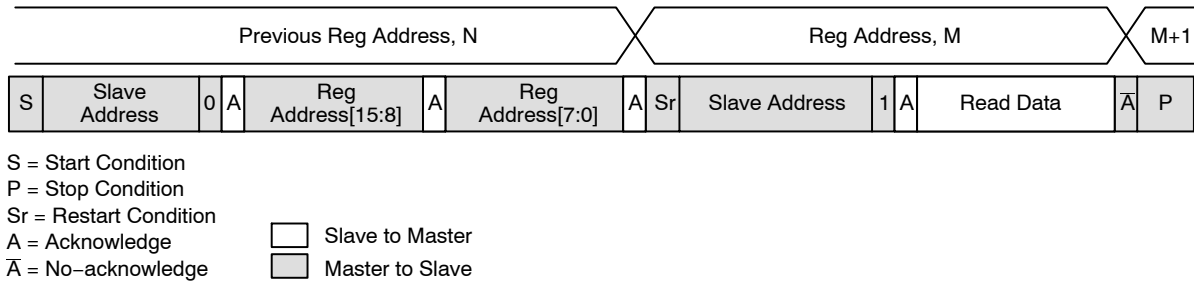 Previous Reg Address, N
Reg Address, M
M+1
S
Slave
Address
0
A
Reg
Address[15:8]
A
Reg
Address[7:0]
A
Sr
Slave Address
1
A
Read Data
A̅
P
S = Start Condition
P = Stop Condition
Sr = Restart Condition
A = Acknowledge
A̅ = No−acknowledge
Slave to Master
Master to Slave